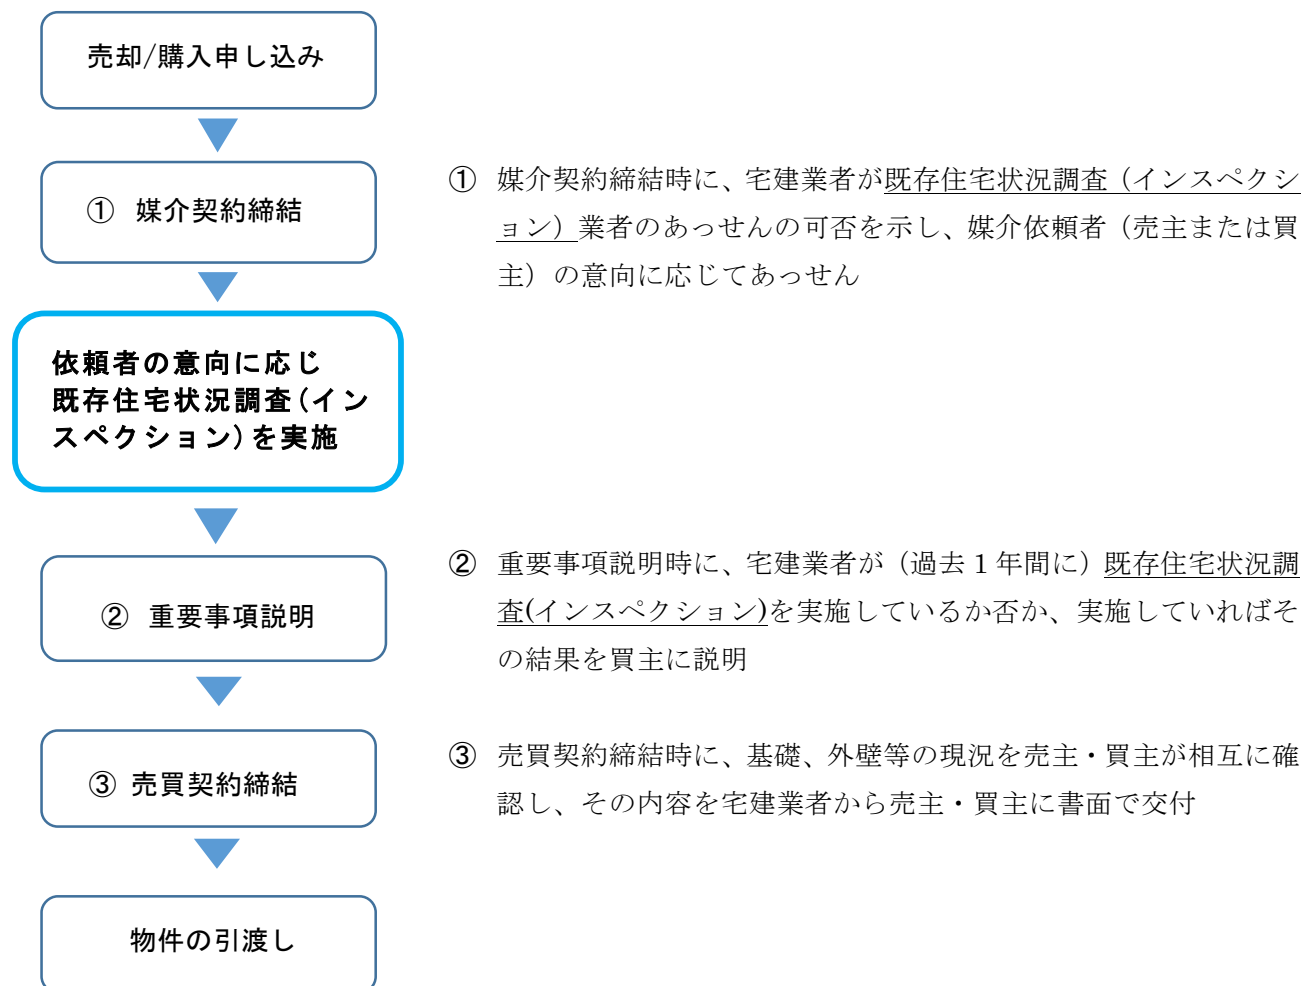 売却/購入申し込み
① 媒介契約締結
① 媒介契約締結時に、宅建業者が既存住宅状況調査（インスペクシ
ョン）業者のあっせんの可否を示し、媒介依頼者（売主または買
主）の意向に応じてあっせん
依頼者の意向に応じ
既存住宅状況調査(イン
スペクション)を実施
② 重要事項説明
② 重要事項説明時に、宅建業者が（過去 1 年間に）既存住宅状況調
査(インスペクション)を実施しているか否か、実施していればそ
の結果を買主に説明
③ 売買契約締結
③ 売買契約締結時に、基礎、外壁等の現況を売主・買主が相互に確
認し、その内容を宅建業者から売主・買主に書面で交付
物件の引渡し